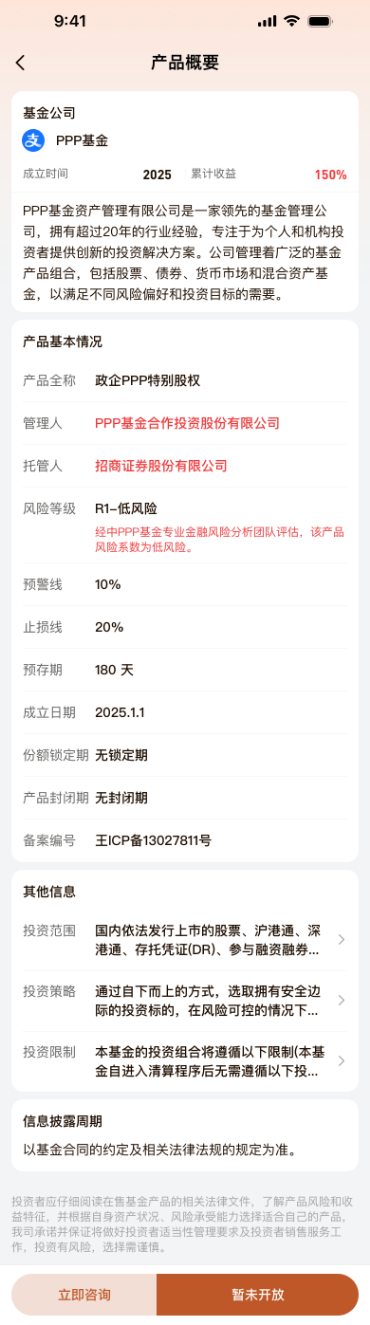 9:41
产品概要
基金公司
支 PPP基金
成立时间 2025 累计收益 150%
PPP基金资产管理有限公司是一家领先的基金管理公
司，拥有超过20年的行业经验，专注于为个人和机构投
资者提供创新的投资解决方案。公司管理着广泛的基金
产品组合，包括股票、债券、货币市场和混合资产基
金，以满足不同风险偏好和投资目标的需要。
产品基本情况
产品全称 政企PPP特别股权
管理人 PPP基金合作投资股份有限公司
托管人 招商证券股份有限公司
风险等级 R1-低风险
经中PPP基金专业金融风险分析团队评估，该产品
风险系数为低风险。
预警线 10%
止损线 20%
预存期 180 天
成立日期 2025.1.1
份额锁定期 无锁定期
产品封闭期 无封闭期
备案编号 王ICP备13027811号
其他信息
投资范围 国内依法发行上市的股票、沪港通、深
港通、存托凭证(DR)、参与融资融券...
投资策略 通过自下而上的方式，选取拥有安全边
际的投资标的，在风险可控的情况下...
投资限制 本基金的投资组合将遵循以下限制(本基
金自进入清算程序后无需遵循以下投...
信息披露周期
以基金合同的约定及相关法律法规的规定为准。
投资者应仔细阅读在售基金产品的相关法律文件，了解产品风险和收
益特征，并根据自身资产状况、风险承受能力选择适合自己的产品，
我司承诺并保证将做好投资者适当性管理要求及投资者销售服务工
作，投资有风险，选择需谨慎。
立即咨询 暂未开放